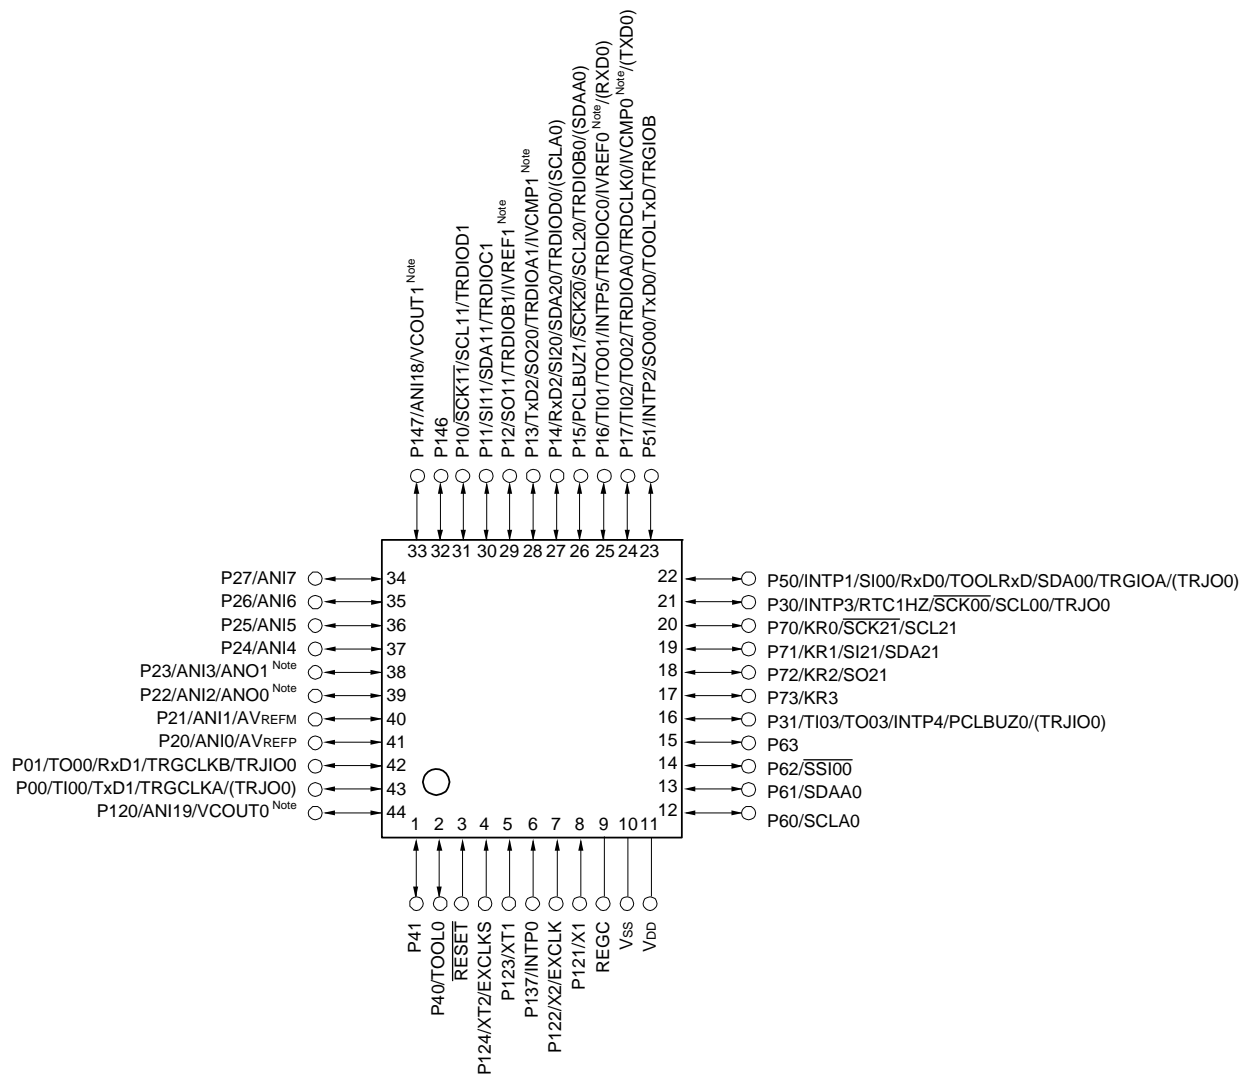 P147/ANI18/VCOUT1 Note
P146
P10/SCK11/SCL11/TRDIOD1
P11/SI11/SDA11/TRDIOC1
P12/SO11/TRDIOB1/IVREF1 Note
P13/TxD2/SO20/TRDIOA1/IVCMP1 Note
P14/RxD2/SI20/SDA20/TRDIOD0/(SCLA0)
P15/PCLBUZ1/SCK20/SCL20/TRDIOB0/(SDAA0)
P16/TI01/TO01/INTP5/TRDIOC0/IVREF0 Note/(RXD0)
P17/TI02/TO02/TRDIOA0/TRDCLK0/IVCMP0 Note/(TXD0)
P51/INTP2/SO00/TxD0/TOOLTxD/TRGIOB
33 32 31 30 29 28 27 26 25 24 23
P27/ANI7 34
P26/ANI6 35
P25/ANI5 36
P24/ANI4 37
P23/ANI3/ANO1 Note 38
P22/ANI2/ANO0 Note 39
P21/ANI1/AVREFM 40
P20/ANI0/AVREFP 41
P01/TO00/RxD1/TRGCLKB/TRJIO0 42
P00/TI00/TxD1/TRGCLKA/(TRJO0) 43
P120/ANI19/VCOUT0 Note 44
22 P50/INTP1/SI00/RxD0/TOOLRxD/SDA00/TRGIOA/(TRJO0)
21 P30/INTP3/RTC1HZ/SCK00/SCL00/TRJO0
20 P70/KR0/SCK21/SCL21
19 P71/KR1/SI21/SDA21
18 P72/KR2/SO21
17 P73/KR3
16 P31/TI03/TO03/INTP4/PCLBUZ0/(TRJIO0)
15 P63
14 P62/SSI00
13 P61/SDAA0
12 P60/SCLA0
1 2 3 4 5 6 7 8 9 10 11
P41
P40/TOOL0
RESET
P124/XT2/EXCLKS
P123/XT1
P137/INTP0
P122/X2/EXCLK
P121/X1
REGC
VSS
VDD